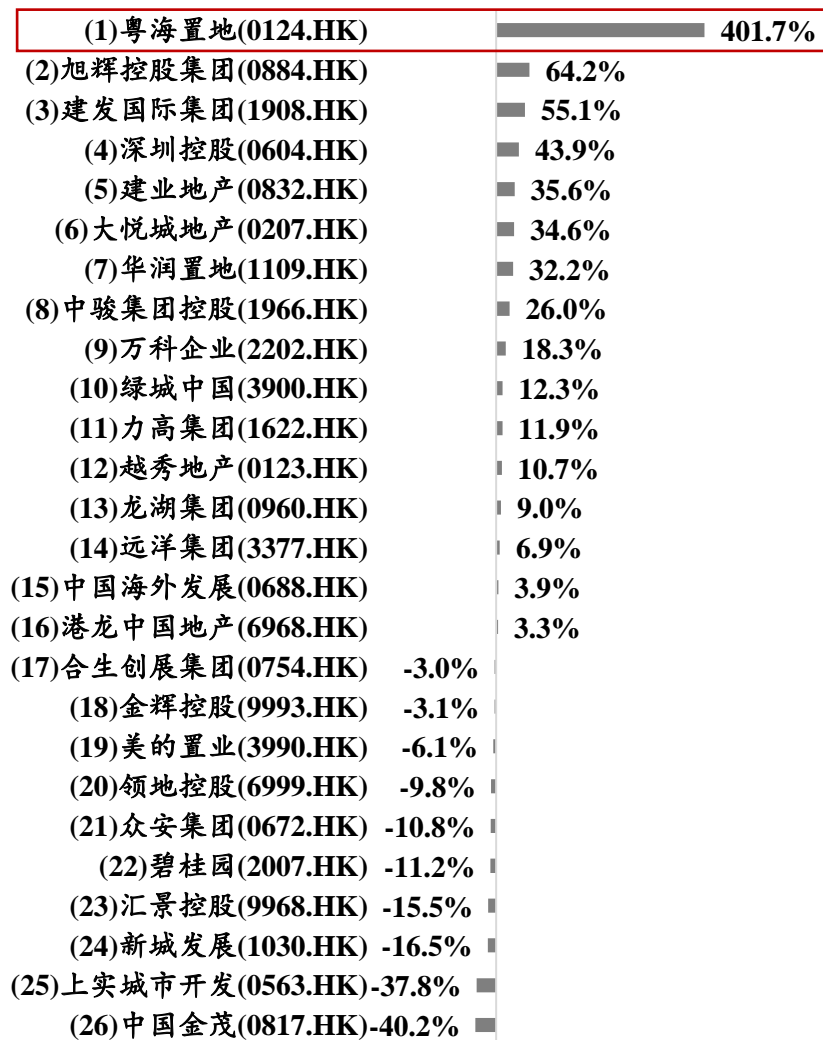 (1)粤海置地(0124.HK) 401.7%
(2)旭辉控股集团(0884.HK) 64.2%
(3)建发国际集团(1908.HK) 55.1%
(4)深圳控股(0604.HK) 43.9%
(5)建业地产(0832.HK) 35.6%
(6)大悦城地产(0207.HK) 34.6%
(7)华润置地(1109.HK) 32.2%
(8)中骏集团控股(1966.HK) 26.0%
(9)万科企业(2202.HK) 18.3%
(10)绿城中国(3900.HK) 12.3%
(11)力高集团(1622.HK) 11.9%
(12)越秀地产(0123.HK) 10.7%
(13)龙湖集团(0960.HK) 9.0%
(14)远洋集团(3377.HK) 6.9%
(15)中国海外发展(0688.HK) 3.9%
(16)港龙中国地产(6968.HK) 3.3%
(17)合生创展集团(0754.HK) -3.0%
(18)金辉控股(9993.HK) -3.1%
(19)美的置业(3990.HK) -6.1%
(20)领地控股(6999.HK) -9.8%
(21)众安集团(0672.HK) -10.8%
(22)碧桂园(2007.HK) -11.2%
(23)汇景控股(9968.HK) -15.5%
(24)新城发展(1030.HK) -16.5%
(25)上实城市开发(0563.HK) -37.8%
(26)中国金茂(0817.HK) -40.2%